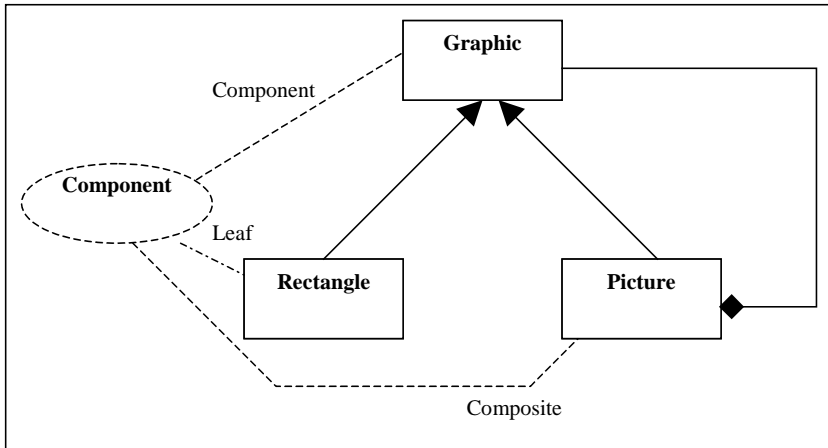 Graphic
Component
Component
Leaf
Rectangle
Picture
Composite